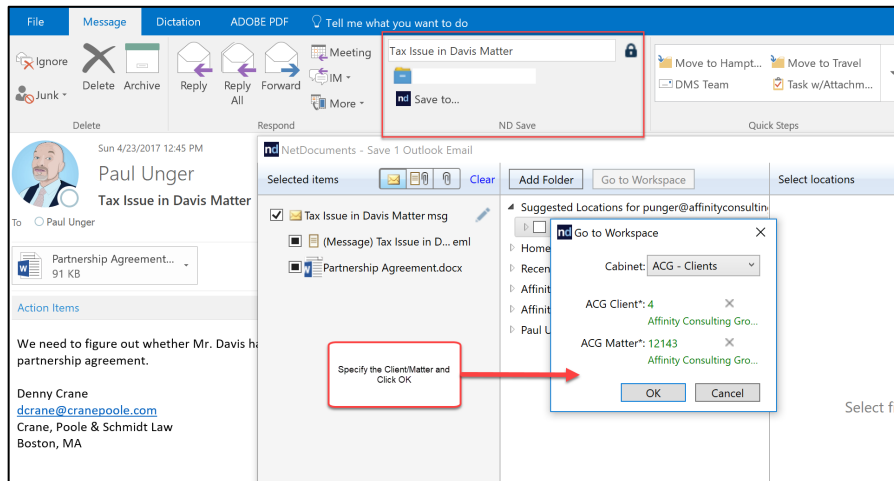 File Message Dictation ADOBE PDF Tell me what you want to do
Ignore
Junk
Delete Archive
Delete
Reply Reply All Forward
Meeting
IM
More
Respond
Tax Issue in Davis Matter
nd Save to...
ND Save
Move to Hampt... Move to Travel
DMS Team Task w/Attachm...
Quick Steps
Sun 4/23/2017 12:45 PM
Paul Unger
Tax Issue in Davis Matter
To Paul Unger
Partnership Agreement...
91 KB
Action Items
We need to figure out whether Mr. Davis ha
partnership agreement.
Denny Crane
dcrane@cranepoole.com
Crane, Poole & Schmidt Law
Boston, MA
nd NetDocuments - Save 1 Outlook Email
Selected items Clear
Add Folder Go to Workspace
Select locations
Tax Issue in Davis Matter msg
(Message) Tax Issue in D... eml
Partnership Agreement.docx
Suggested Locations for punger@affinityconsultin
Home
Recen
Affinit
Affinit
Paul U
nd Go to Workspace
Cabinet: ACG - Clients
ACG Client*: 4
Affinity Consulting Gro...
ACG Matter*: 12143
Affinity Consulting Gro...
OK Cancel
Specify the Client/Matter and
Click OK
Select f